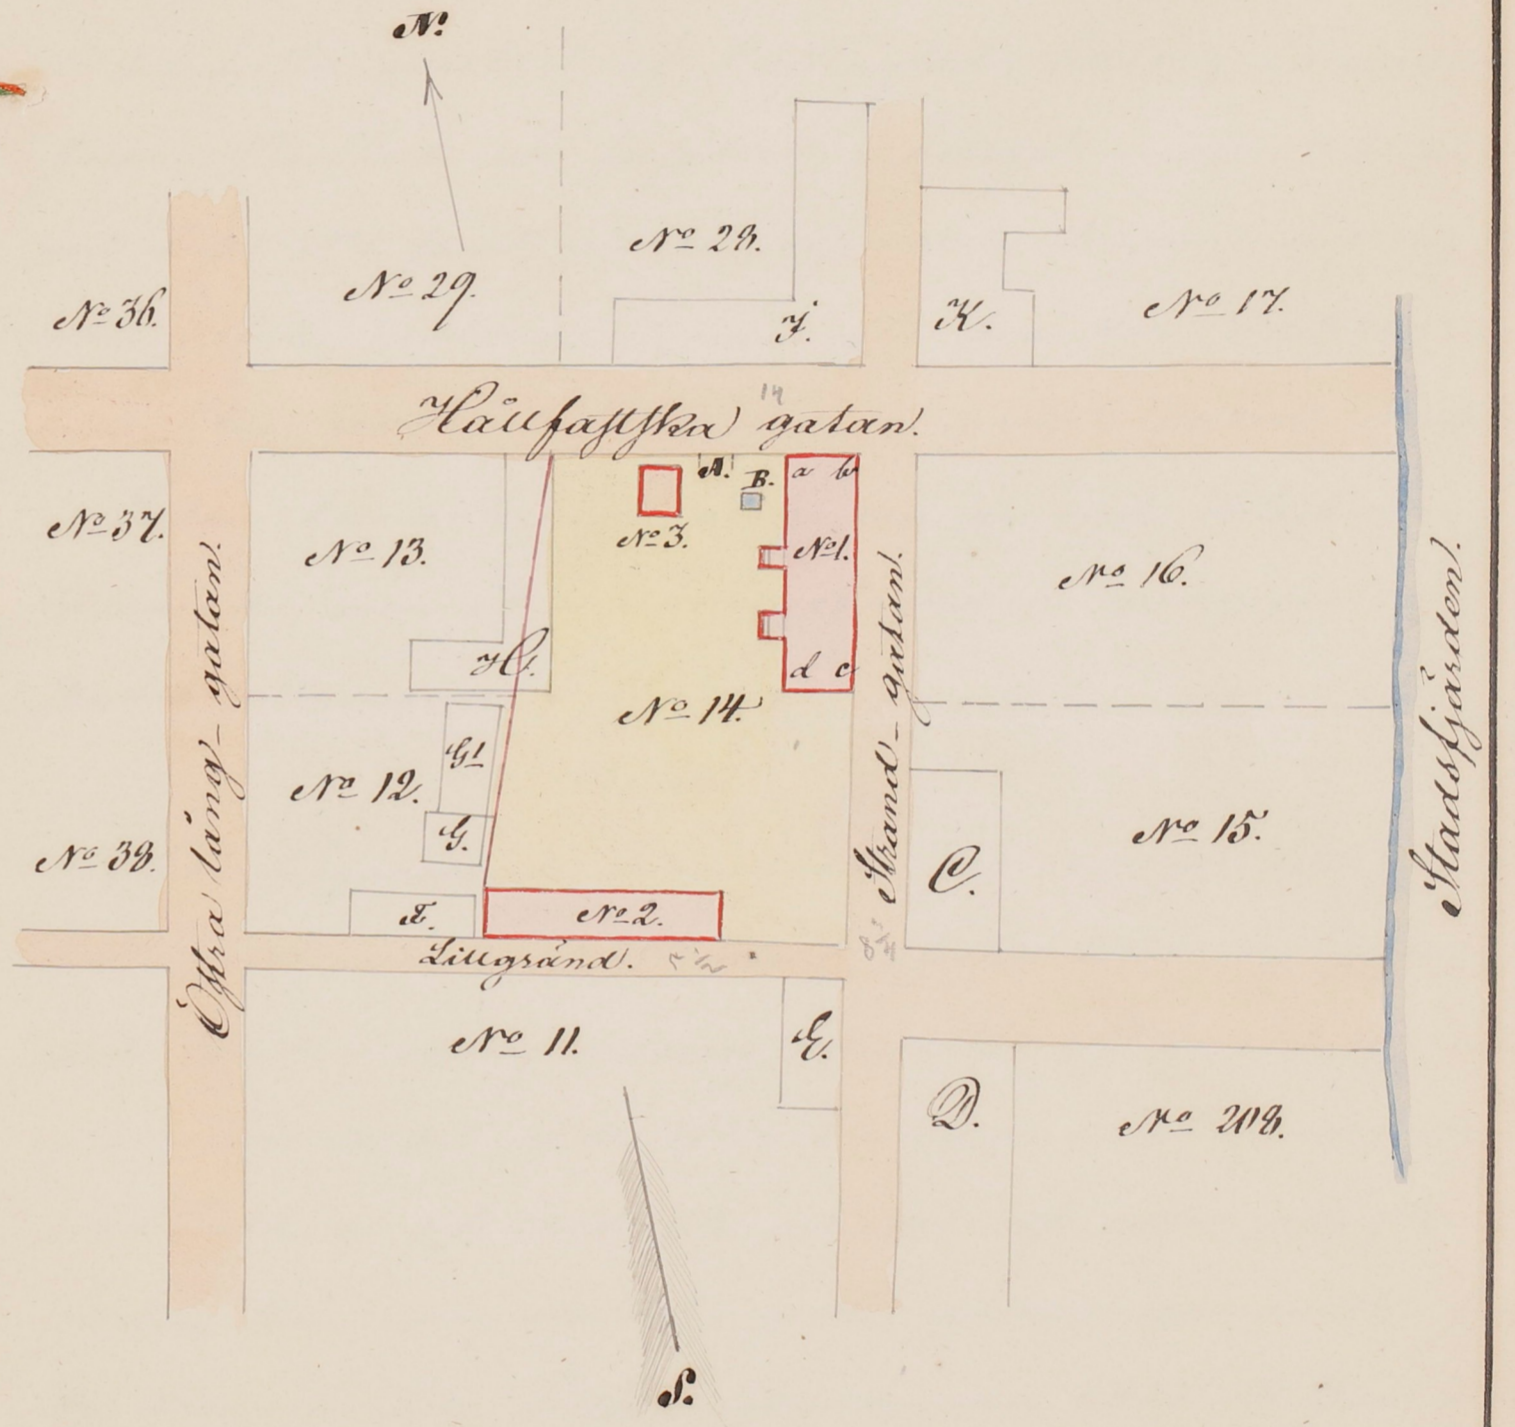 N.
No 28.
No 29.
No 36.
J.
K.
No 17.
14
Hållfastska gatan.
A.
B.
a b
No 3.
No 1.
No 37.
No 13.
No 16.
H.
d c
No 14.
G1
No 12.
G.
No 15.
No 38.
C.
F.
No 2.
Lillgränd.
Östra lång-gatan.
Strand-gatan.
Stadsfjärden.
No 11.
E.
D.
No 208.
S.